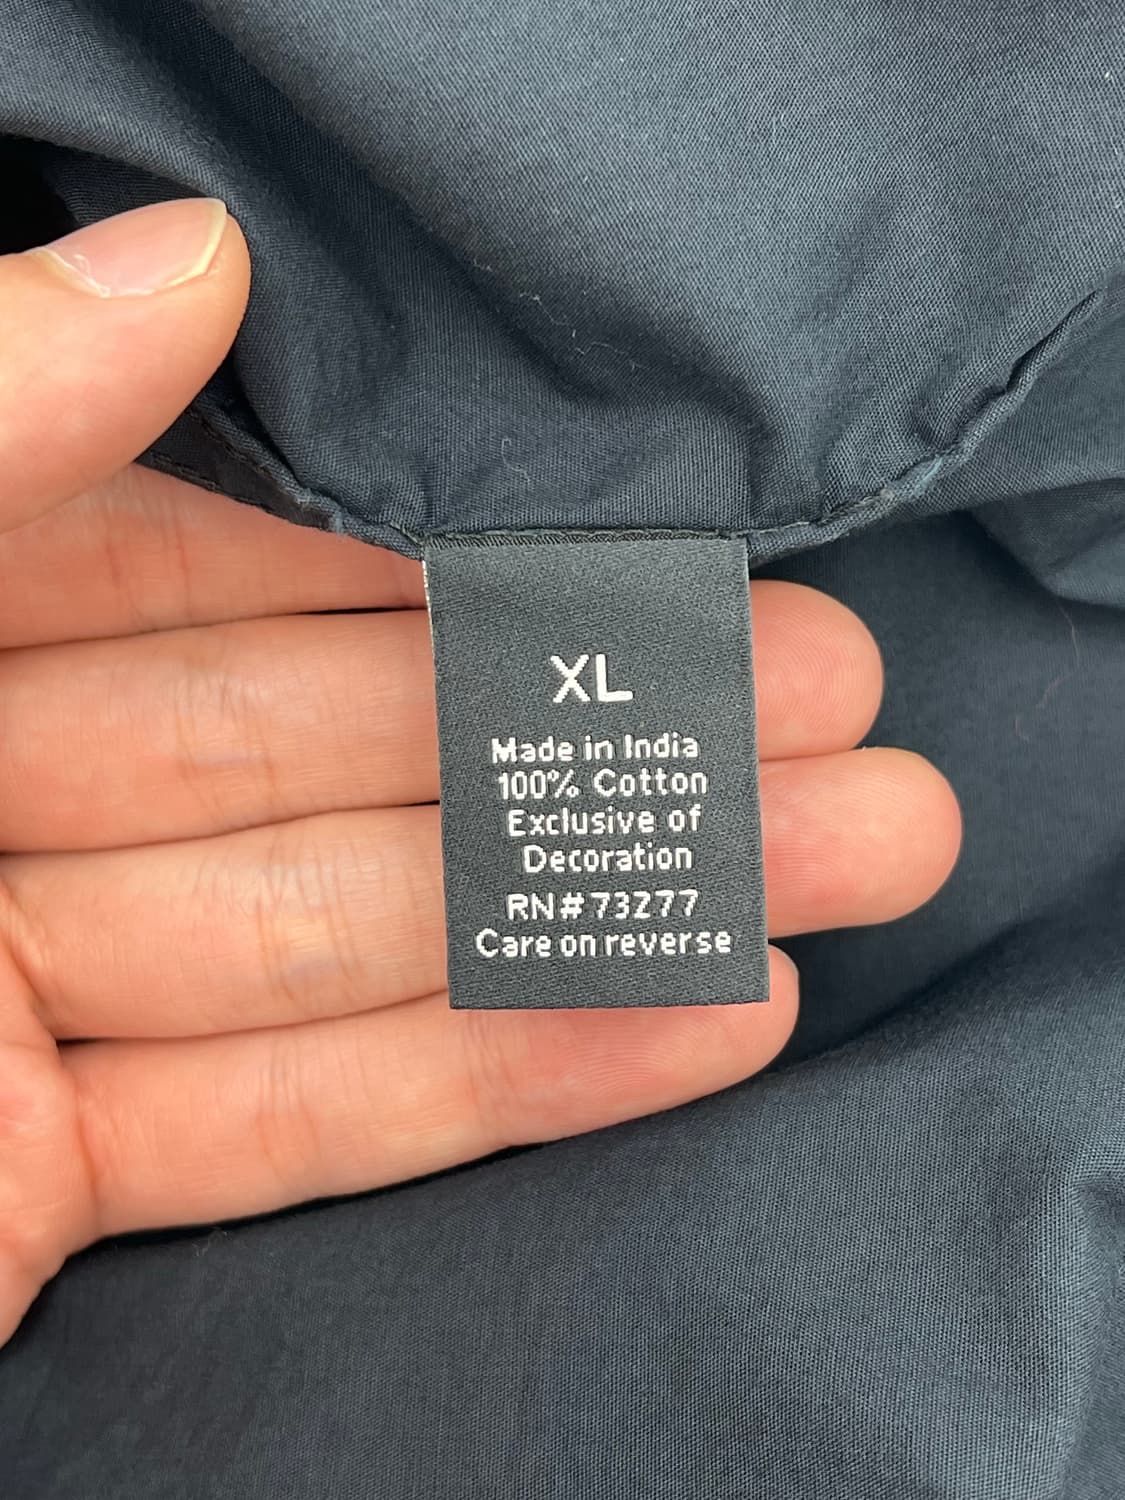 XL
Made in India
100% Cotton
Exclusive of
Decoration
RN#73277
Care on reverse